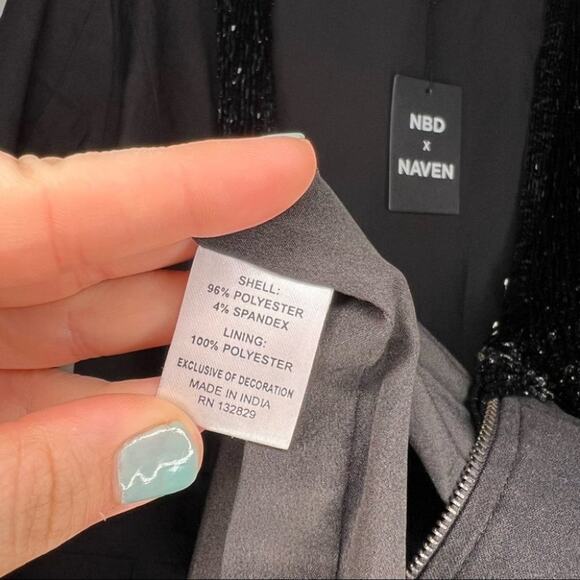 NBD
x
NAVEN
SHELL:
96% POLYESTER
4% SPANDEX
LINING:
100% POLYESTER
EXCLUSIVE OF DECORATION
MADE IN INDIA
RN 132829